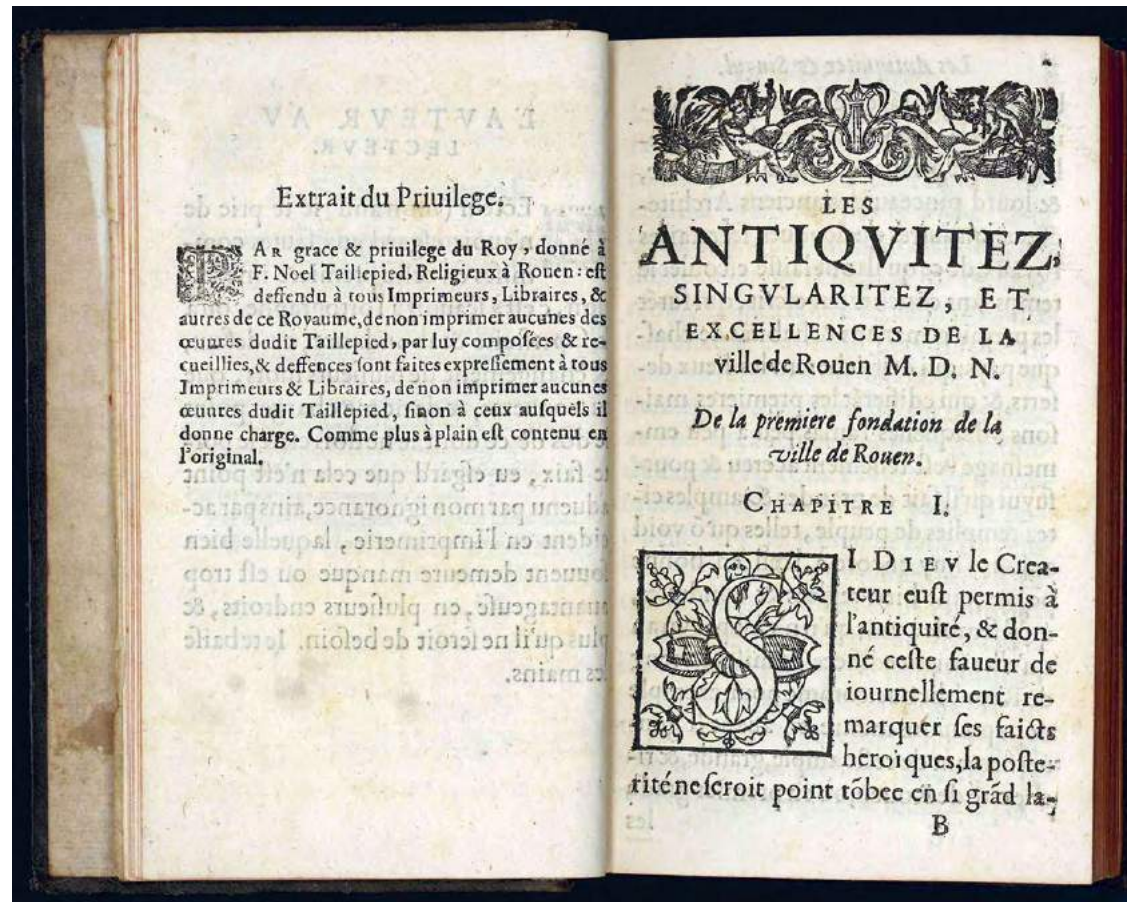 Extrait du Priuilege.
PAR grace & priuilege du Roy, donné à
F. Noel Taillepied, Religieux à Rouen: est
deffendu à tous Imprimeurs, Libraires, &
autres de ce Royaume, de non imprimer aucunes des
œuures dudit Taillepied, par luy composées & re-
cueillies, & deffences sont faites expressement à tous
Imprimeurs & Libraires, de non imprimer aucunes
œuures dudit Taillepied, sinon à ceux ausquels il
donne charge. Comme plus à plain est contenu en
l'original.
LES
ANTIQVITEZ,
SINGVLARITEZ, ET
EXCELLENCES DE LA
ville de Rouen M. D. N.
De la premiere fondation de la
ville de Rouen.
CHAPITRE I.
SI DIEV le Crea-
teur eust permis à
l'antiquité, & don-
né ceste faueur de
iournellement re-
marquer ses faicts
heroiques, la poste-
rité ne seroit point tõbee en si grãd la-
B